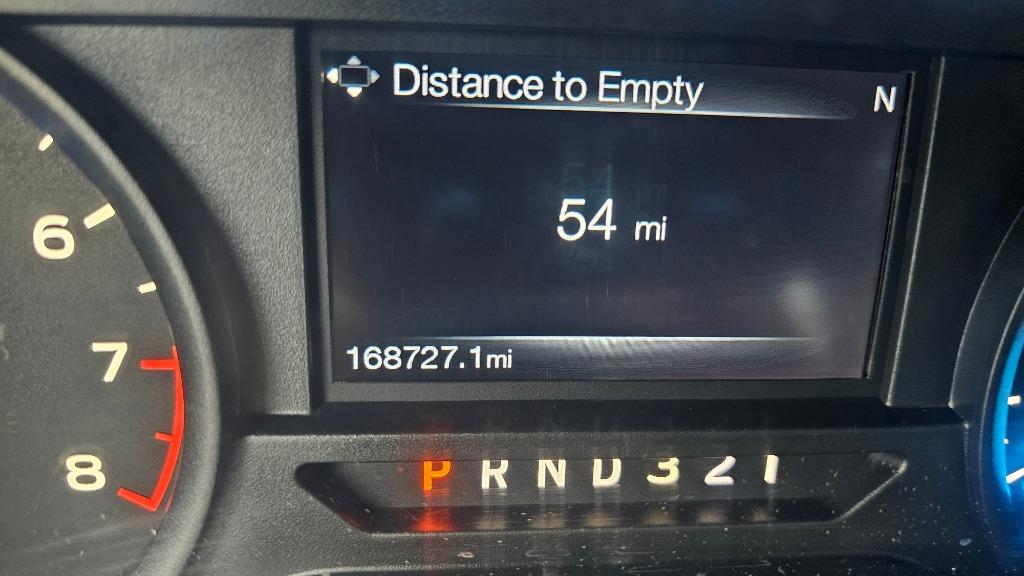 Distance to Empty N
54 mi
168727.1mi
6
7
8
P R N D 3 2 1